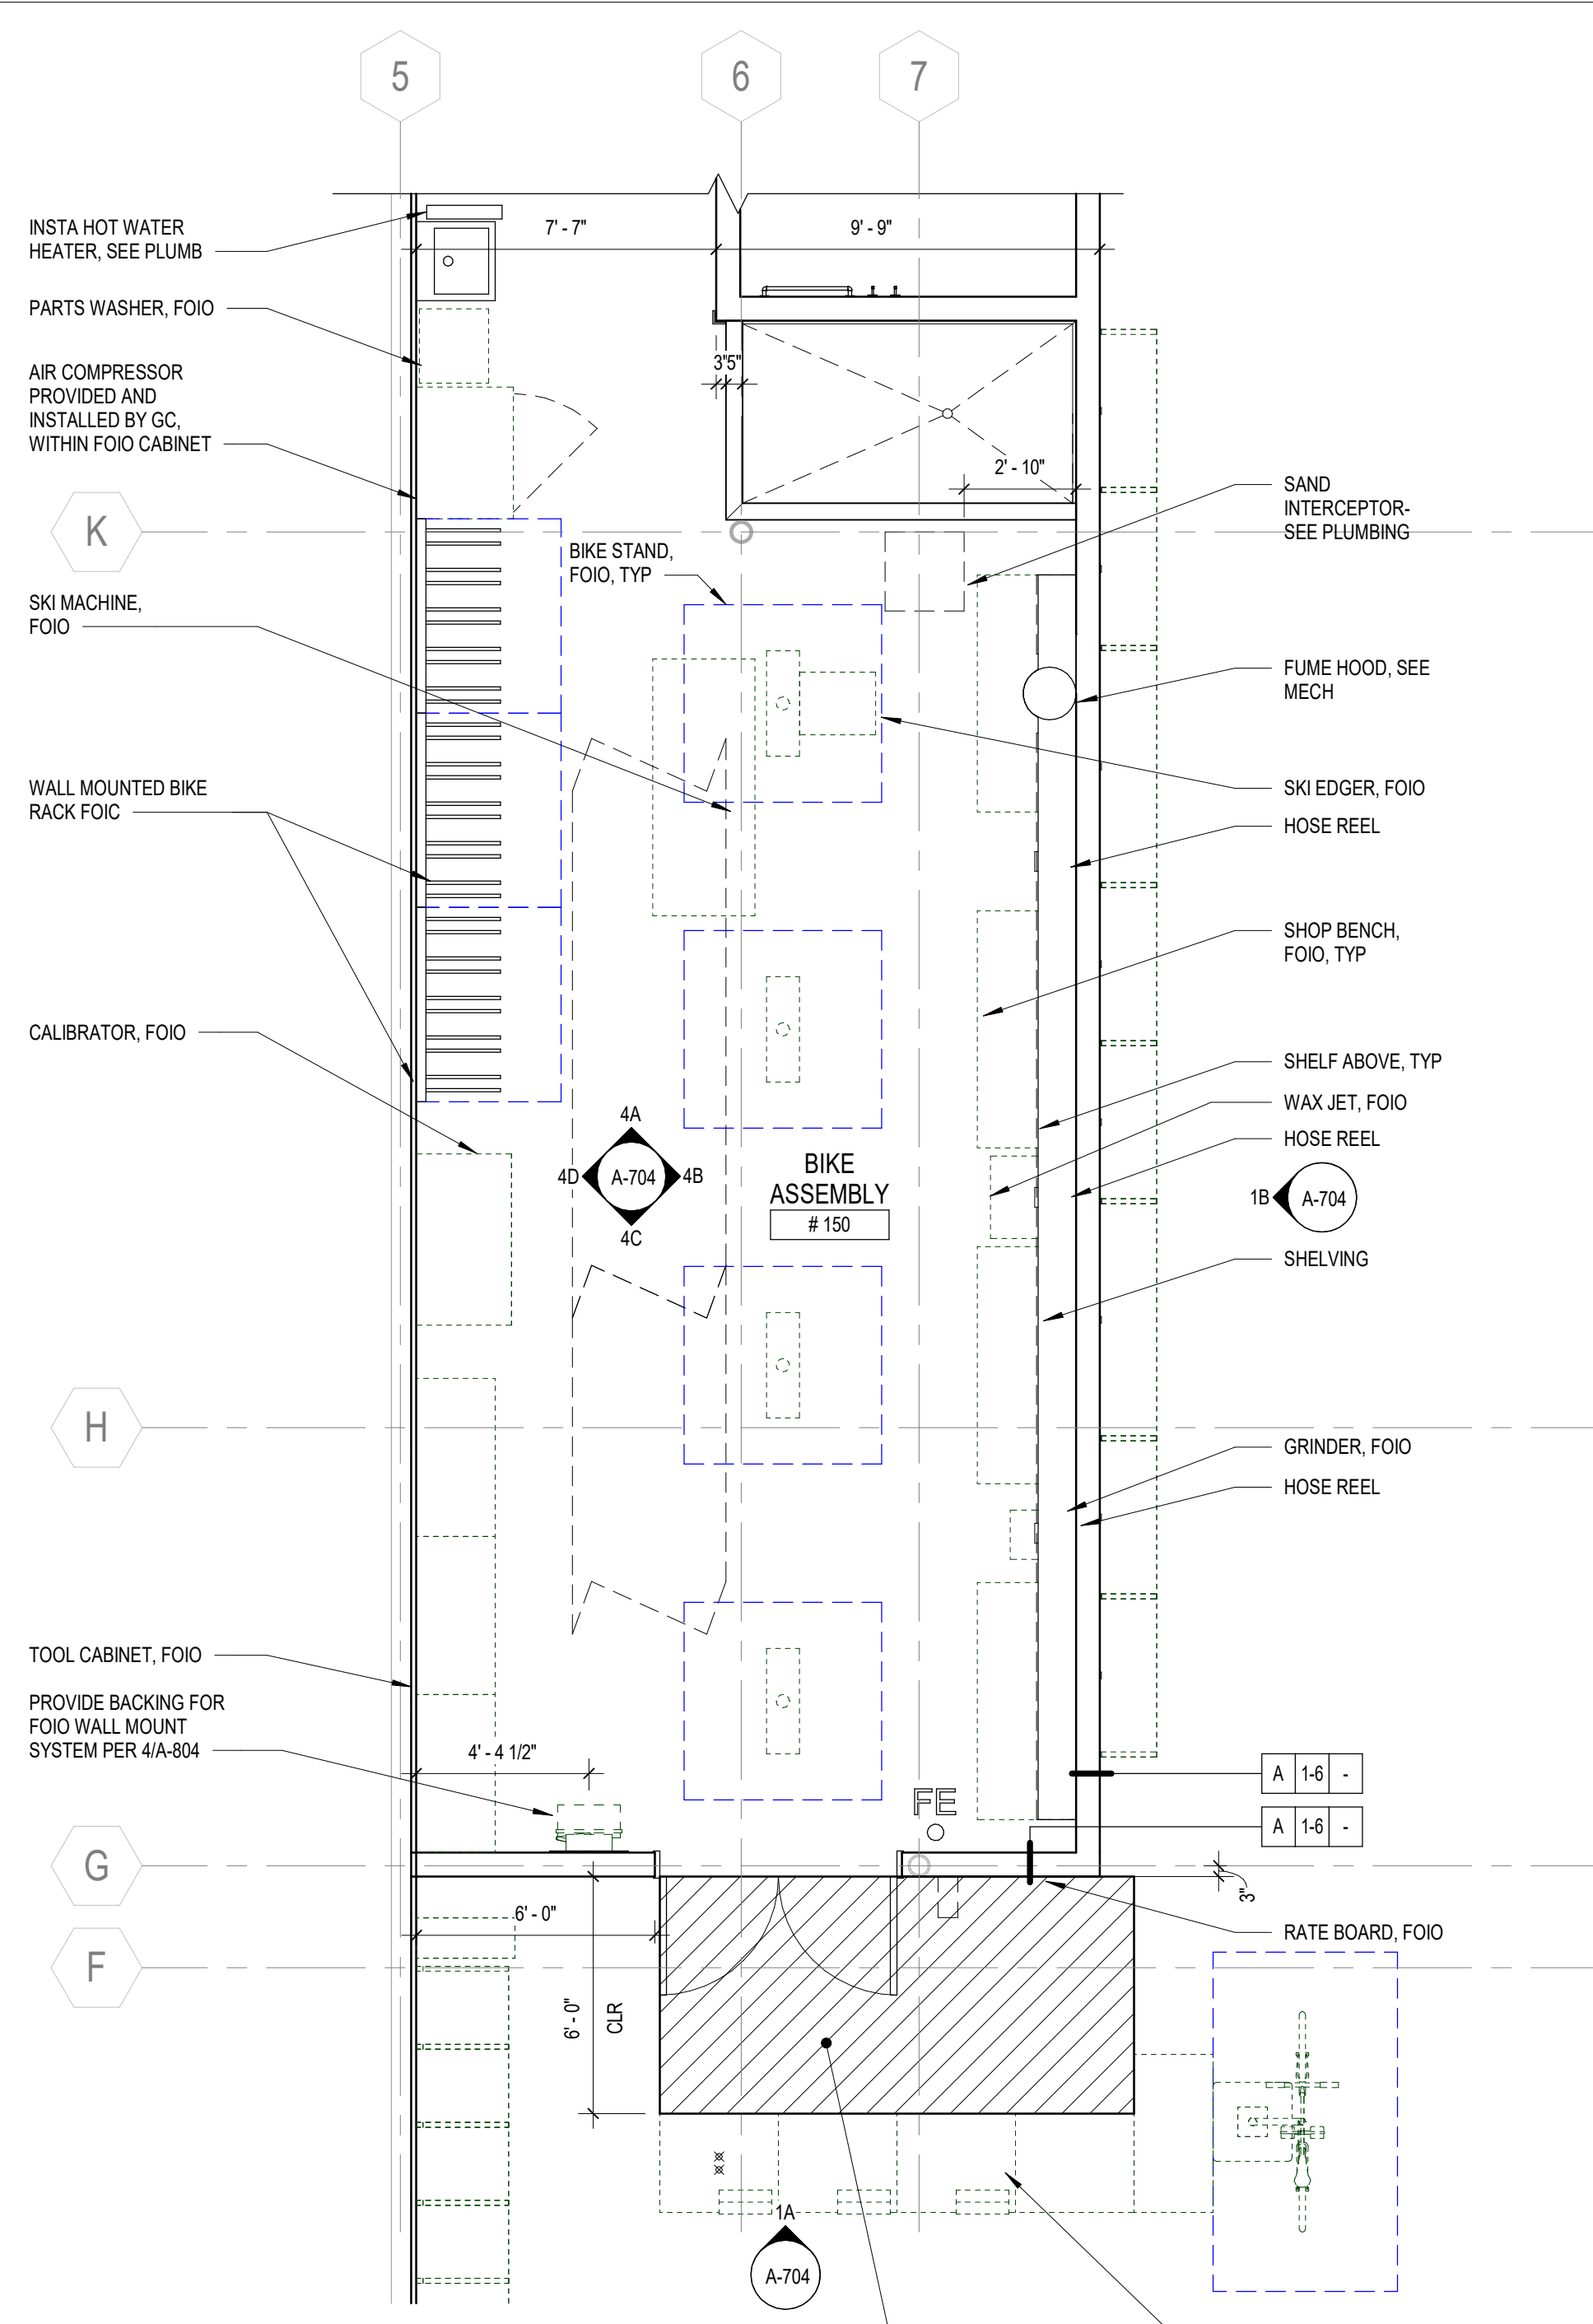 5
6
7
INSTA HOT WATER
HEATER, SEE PLUMB
7' - 7"
9' - 9"
PARTS WASHER, FOIO
3"
5"
AIR COMPRESSOR
PROVIDED AND
INSTALLED BY GC,
WITHIN FOIO CABINET
2' - 10"
SAND
INTERCEPTOR-
SEE PLUMBING
K
BIKE STAND,
FOIO, TYP
SKI MACHINE,
FOIO
FUME HOOD, SEE
MECH
WALL MOUNTED BIKE
RACK FOIC
SKI EDGER, FOIO
HOSE REEL
SHOP BENCH,
FOIO, TYP
CALIBRATOR, FOIO
SHELF ABOVE, TYP
WAX JET, FOIO
HOSE REEL
4A
4D
A-704
4B
4C
BIKE
ASSEMBLY
# 150
1B
A-704
SHELVING
H
GRINDER, FOIO
HOSE REEL
TOOL CABINET, FOIO
PROVIDE BACKING FOR
FOIO WALL MOUNT
SYSTEM PER 4/A-804
4' - 4 1/2"
A 1-6 -
FE
A 1-6 -
G
3"
6' - 0"
RATE BOARD, FOIO
F
6' - 0"
CLR
1A
A-704